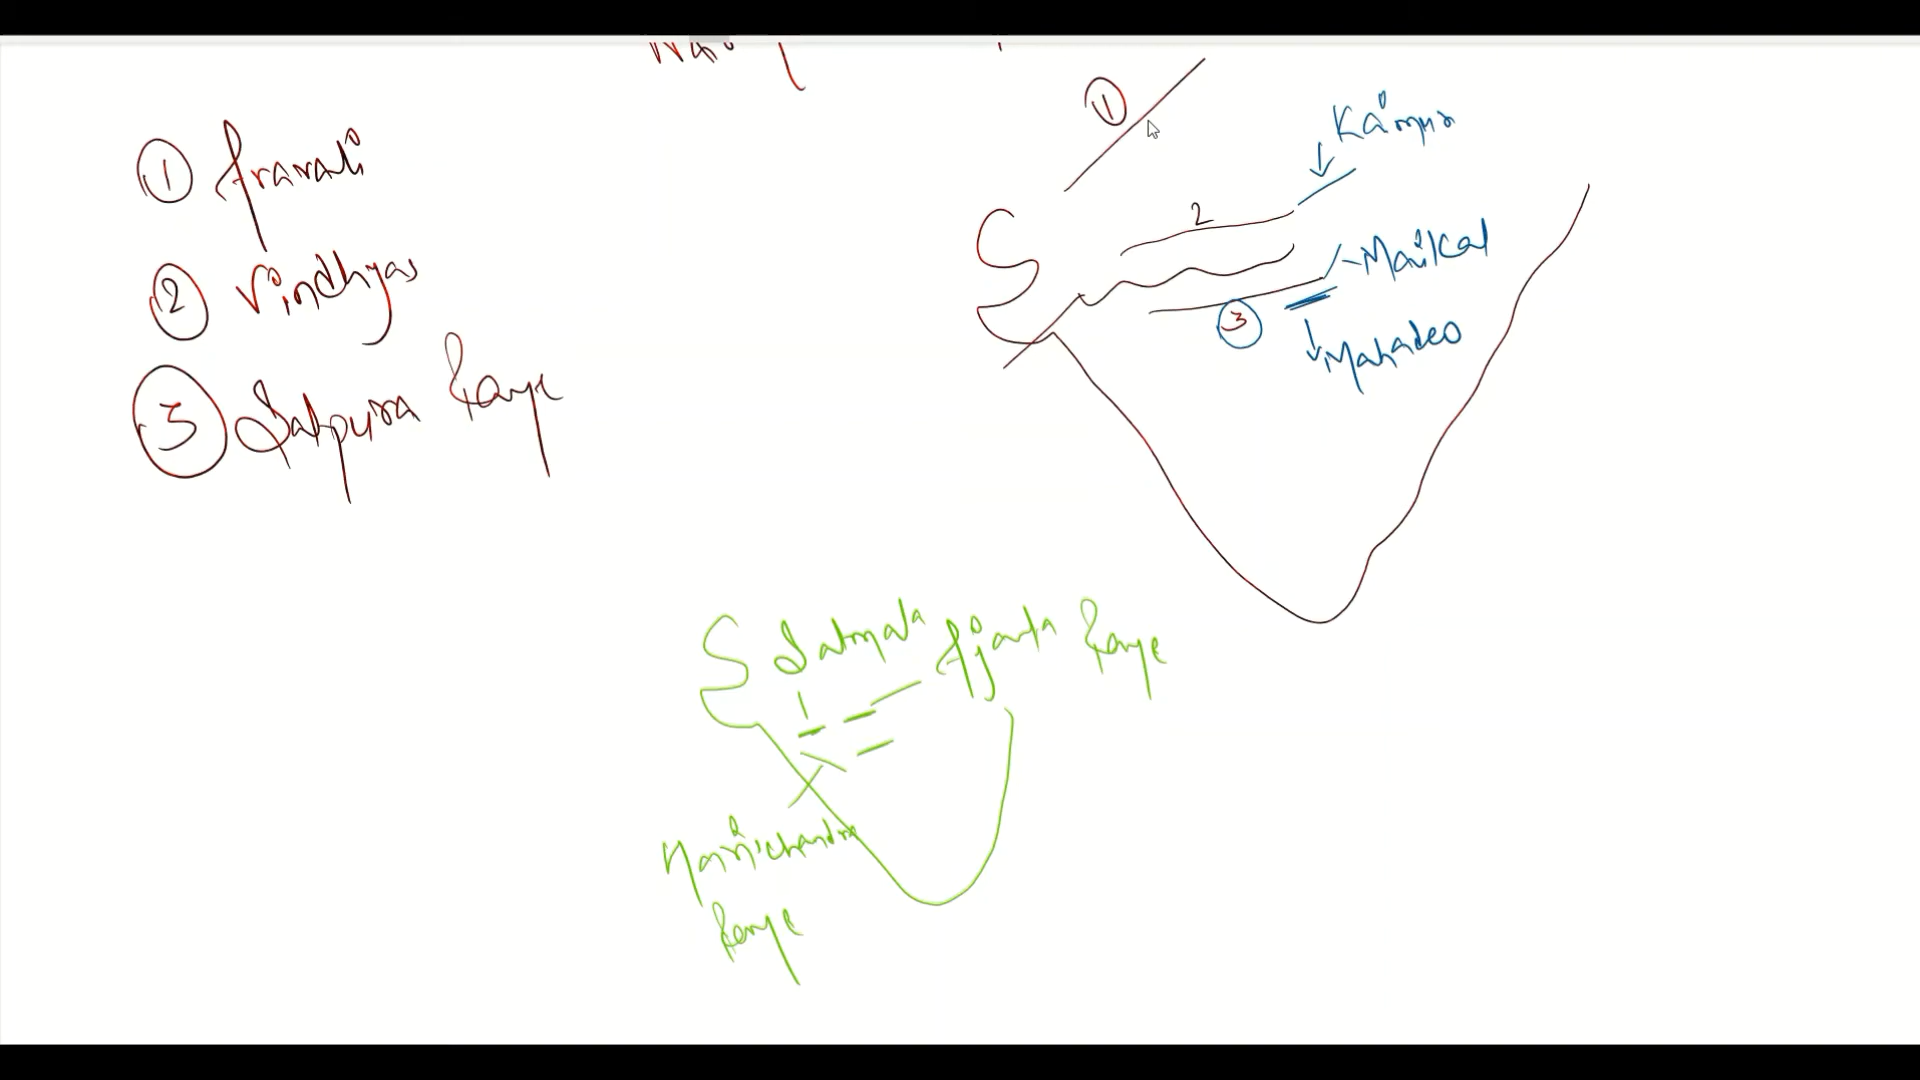 ① Aravali
② Vindhyas
③ Satpura Range
①
Kaimur
2
Maikal
③
Mahadeo
Satmala Ajanta Range
Harishchandra
Range